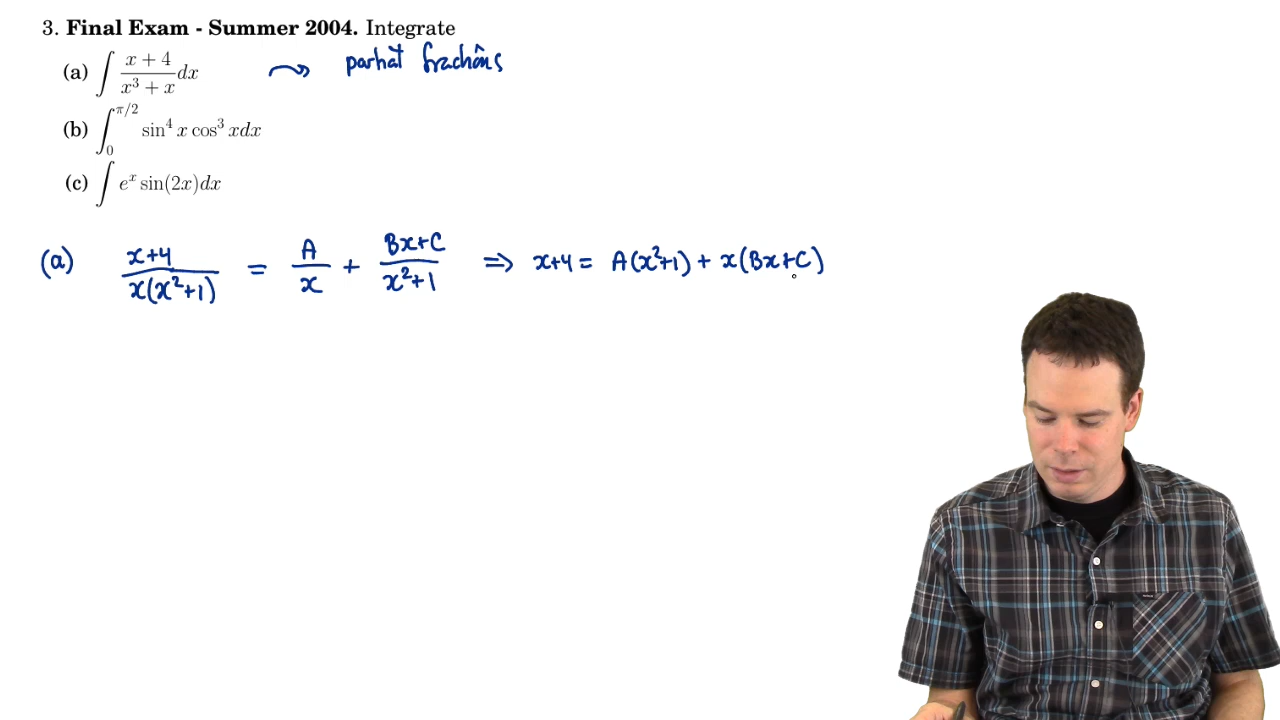 3. Final Exam - Summer 2004. Integrate
(a) ∫ (x + 4)/(x³ + x) dx ⤳ partial fractions
(b) ∫₀^{π/2} sin⁴ x cos³ xdx
(c) ∫ eˣ sin(2x)dx
(a) (x+4)/(x(x²+1)) = A/x + (Bx+C)/(x²+1) ⇒ x+4 = A(x²+1) + x(Bx+C)